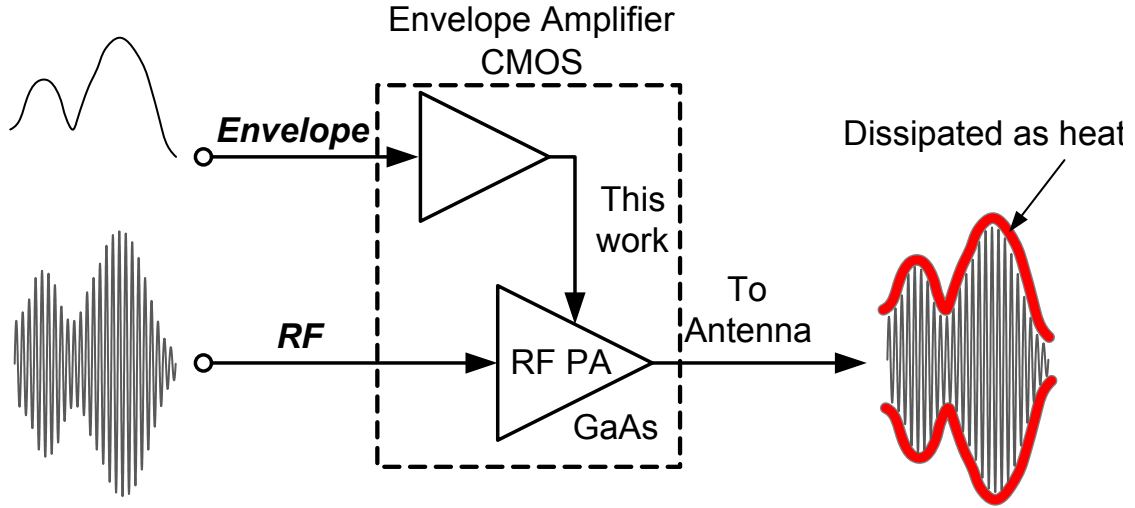 Envelope Amplifier
CMOS
Envelope
Dissipated as heat
This
work
To
Antenna
RF
RF PA
GaAs